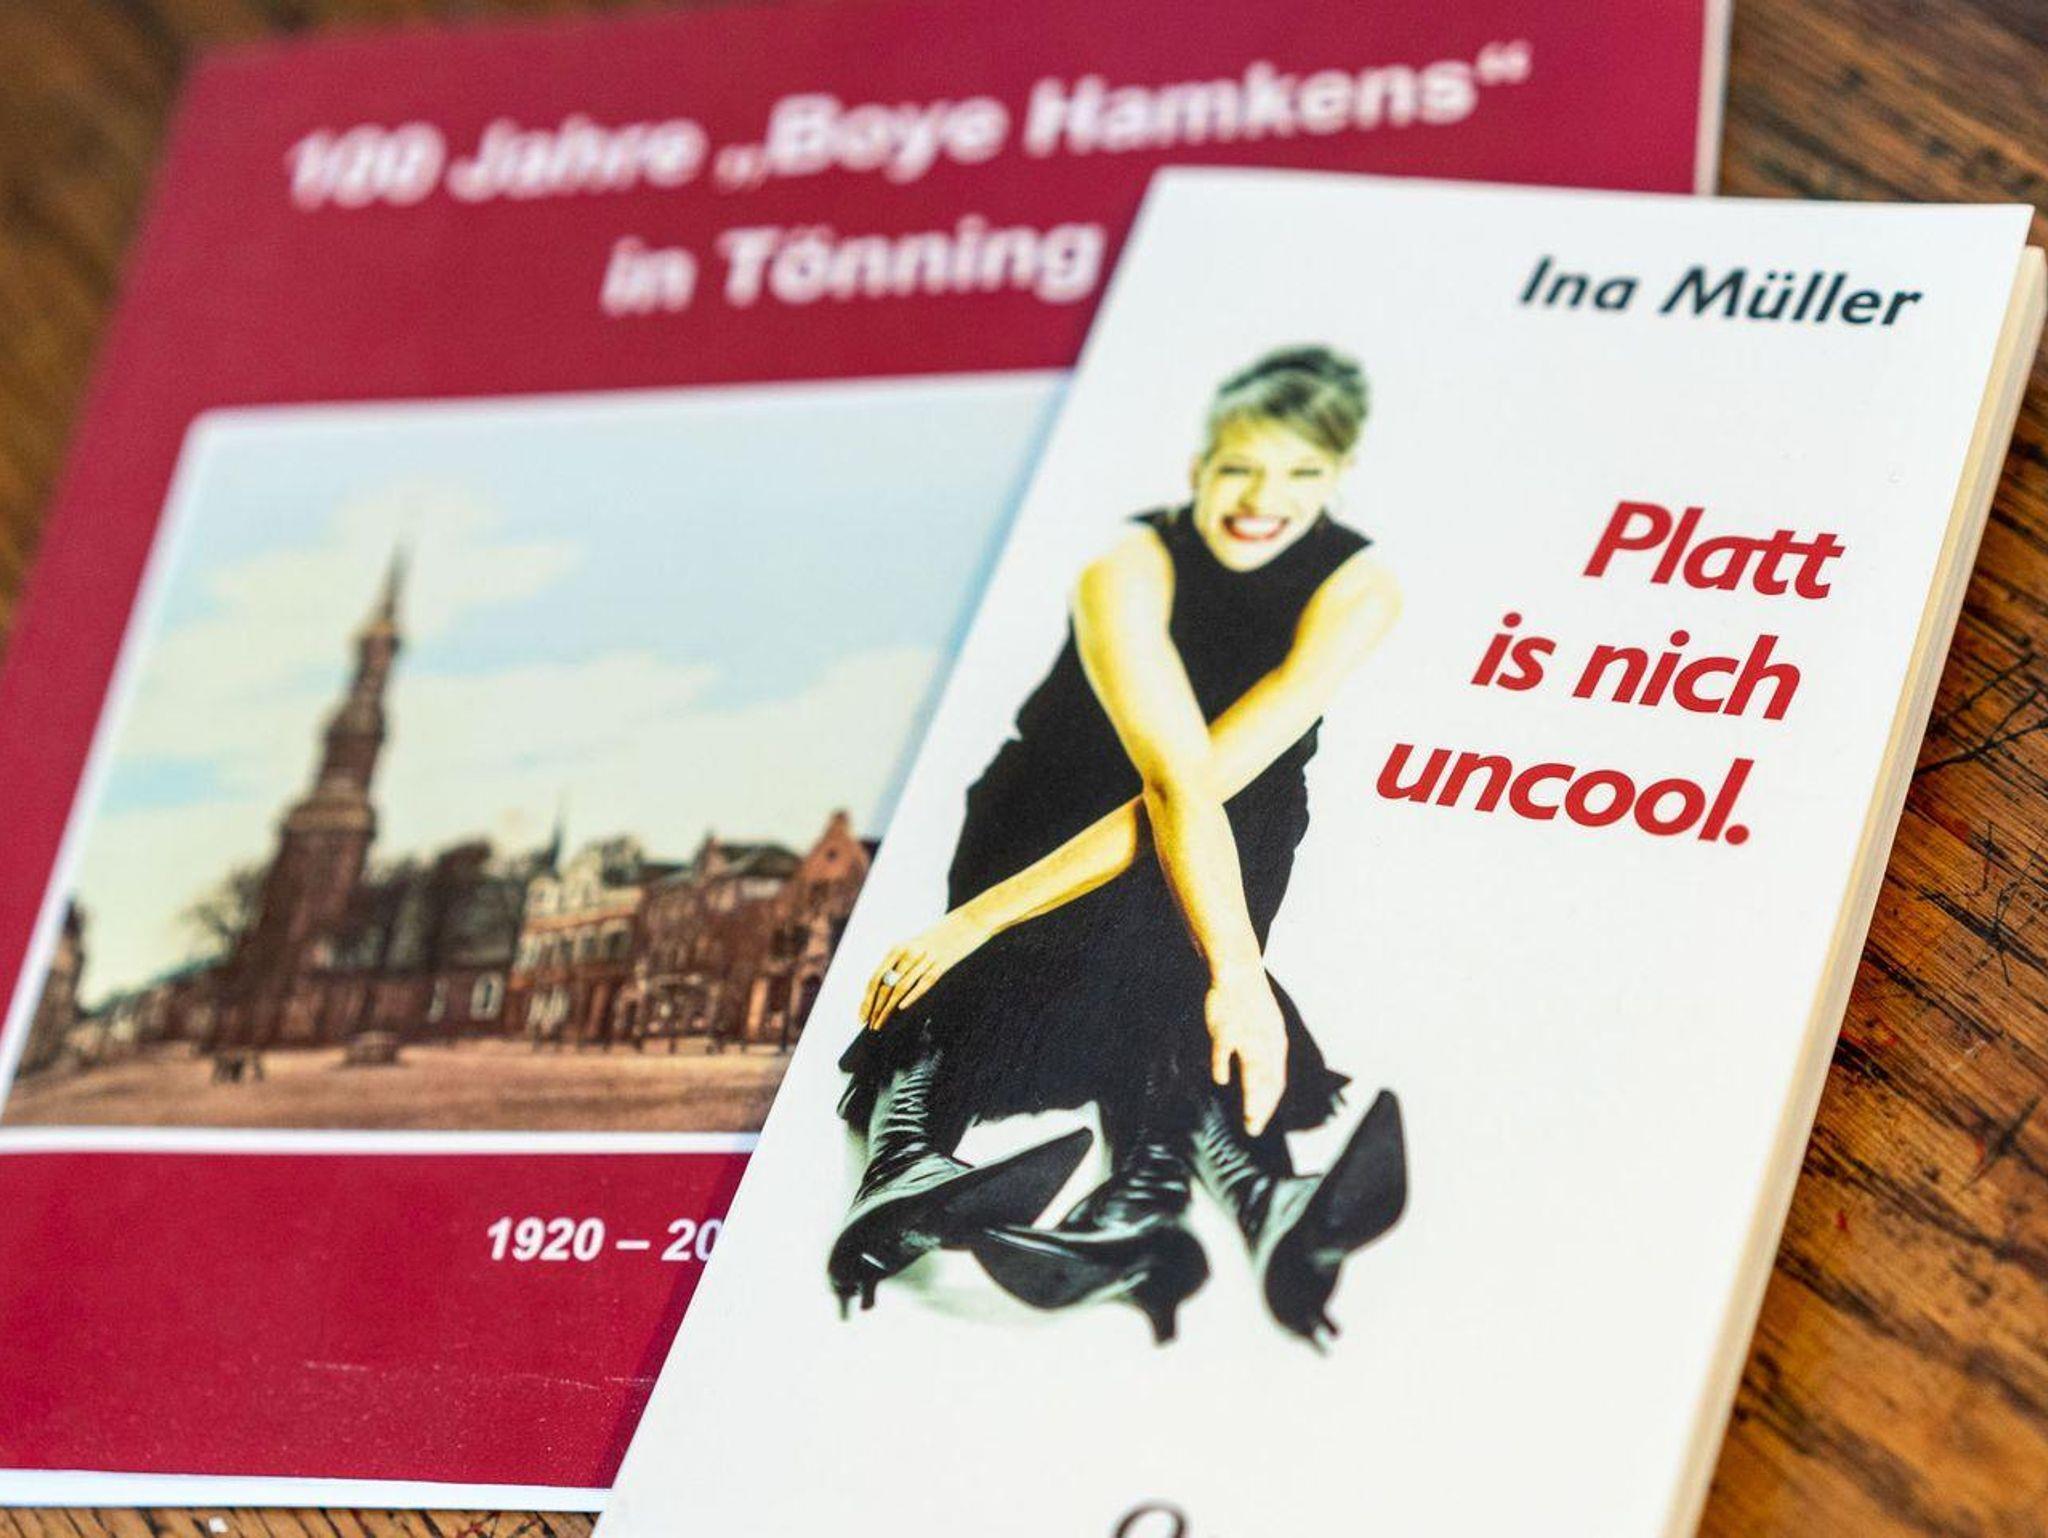 100 Jahre „Boye Hamkens“
in Tönning
1920 – 20
Ina Müller
Platt
is nich
uncool.